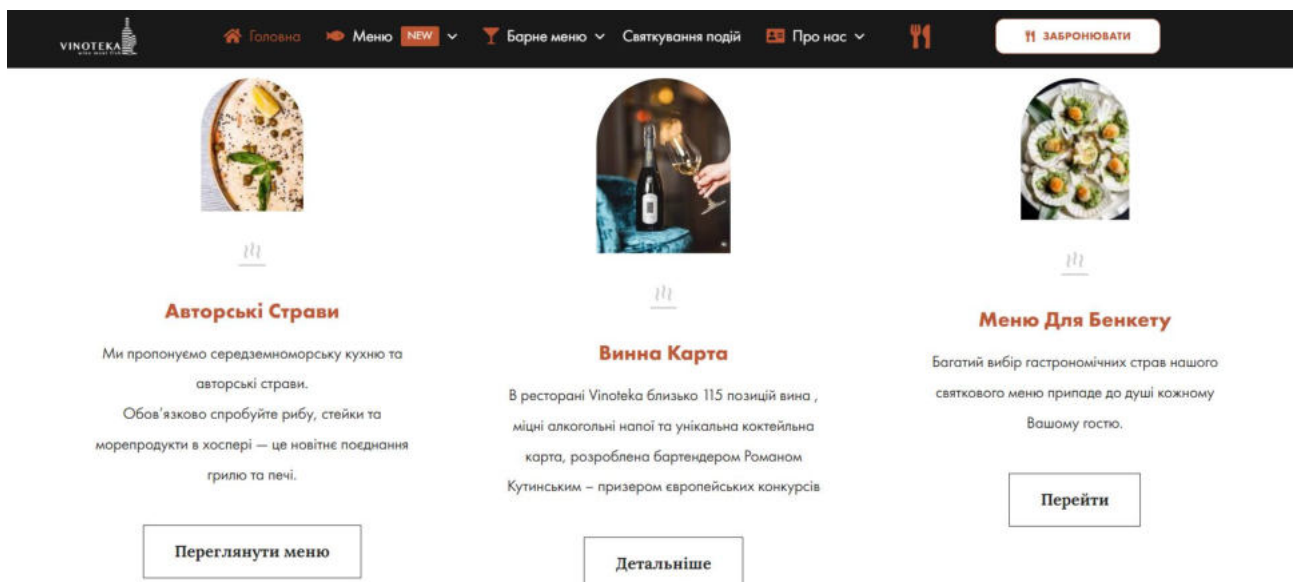 VINOTEKA
wine meat fish
Головна
Меню NEW
Барне меню
Святкування подій
Про нас
ЗАБРОНЮВАТИ
Авторські Страви
Ми пропонуємо середземноморську кухню та
авторські страви.
Обов'язково спробуйте рибу, стейки та
морепродукти в хоспері — це новітнє поєднання
грилю та печі.
Переглянути меню
Винна Карта
В ресторані Vinoteka близько 115 позицій вина ,
міцні алкогольні напої та унікальна коктейльна
карта, розроблена бартендером Романом
Кутинським – призером європейських конкурсів
Детальніше
Меню Для Бенкету
Багатий вибір гастрономічних страв нашого
святкового меню припаде до душі кожному
Вашому гостю.
Перейти